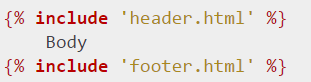 {% include 'header.html' %}
    Body
{% include 'footer.html' %}